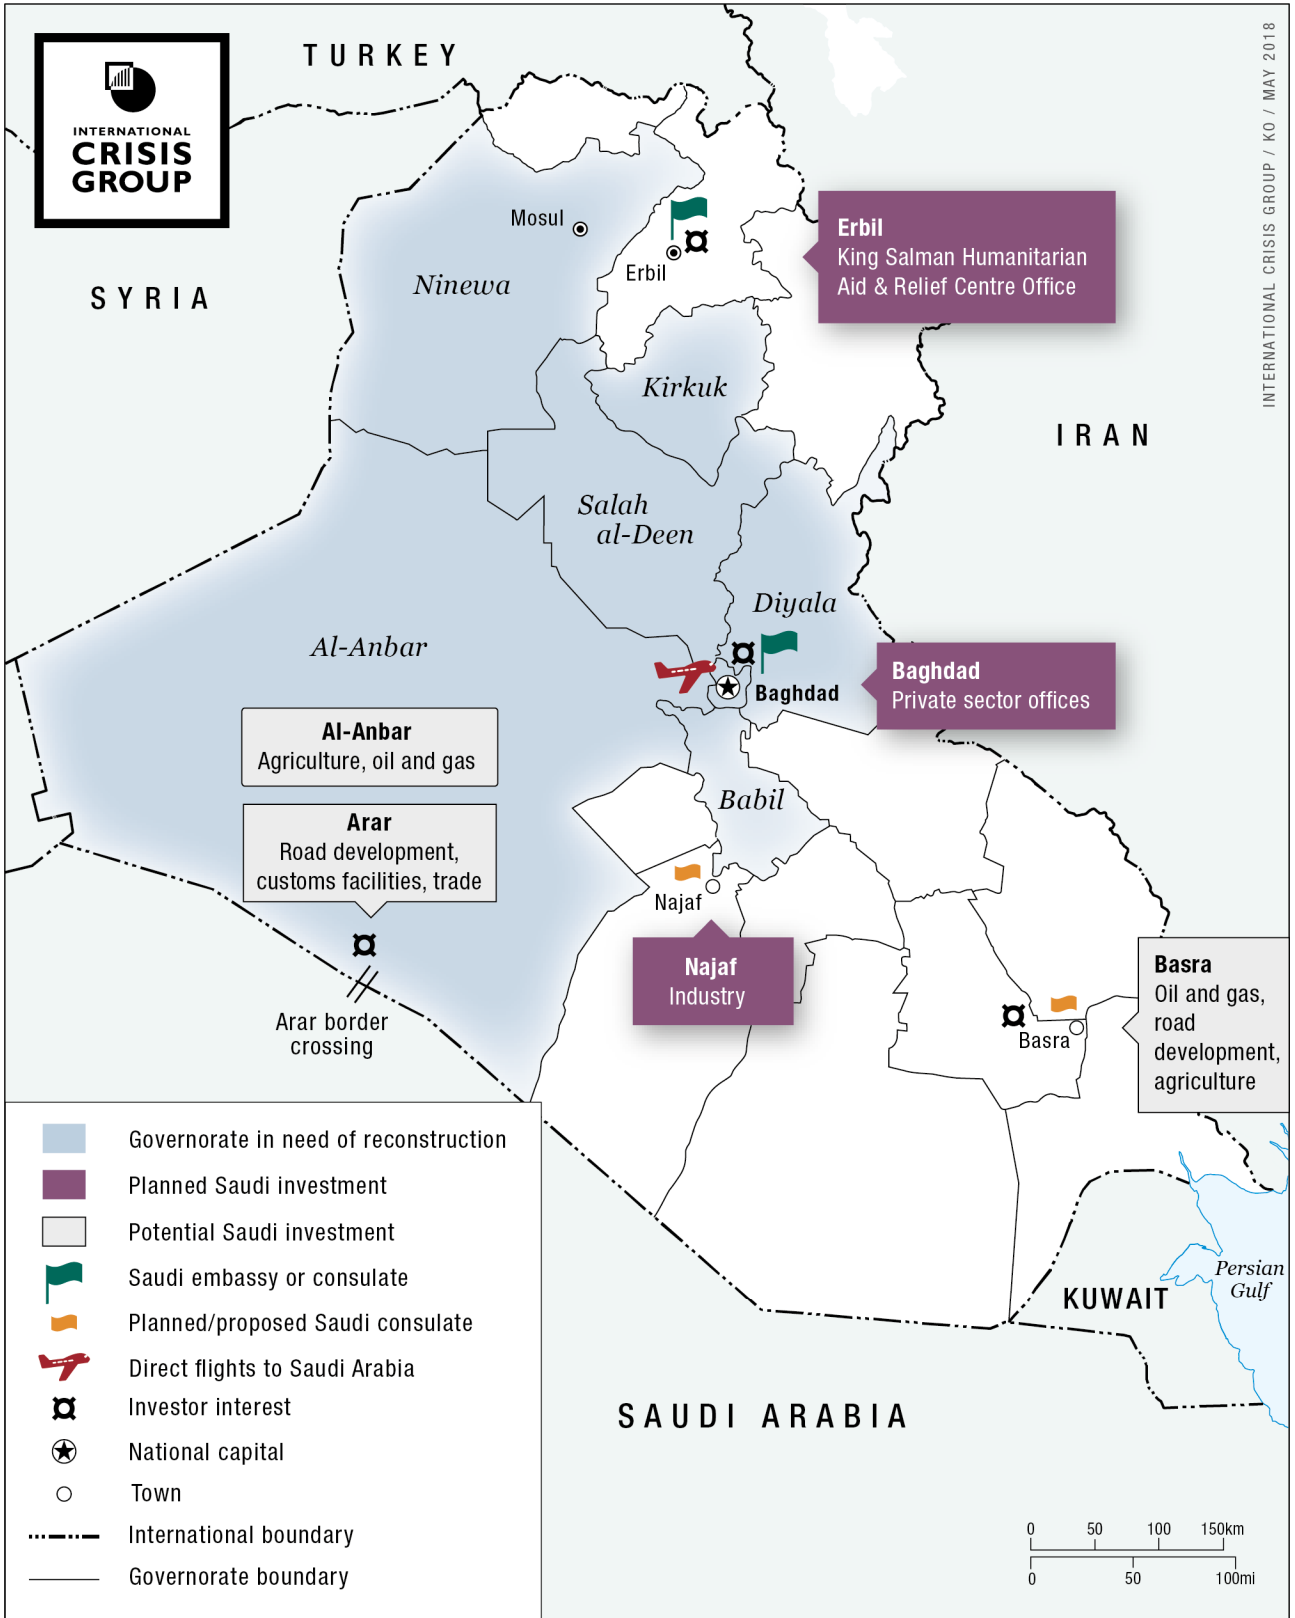 TURKEY
INTERNATIONAL
CRISIS
GROUP
INTERNATIONAL CRISIS GROUP / KO / MAY 2018
Mosul
Erbil
Erbil
King Salman Humanitarian
Aid & Relief Centre Office
SYRIA
Ninewa
Kirkuk
IRAN
Salah
al-Deen
Diyala
Al-Anbar
Baghdad
Baghdad
Private sector offices
Al-Anbar
Agriculture, oil and gas
Babil
Arar
Road development,
customs facilities, trade
Najaf
Najaf
Industry
Arar border
crossing
Basra
Basra
Oil and gas,
road
development,
agriculture
Governorate in need of reconstruction
Planned Saudi investment
Potential Saudi investment
Saudi embassy or consulate
Planned/proposed Saudi consulate
Direct flights to Saudi Arabia
Investor interest
National capital
Town
International boundary
Governorate boundary
Persian
Gulf
KUWAIT
SAUDI ARABIA
0 50 100 150km
0 50 100mi